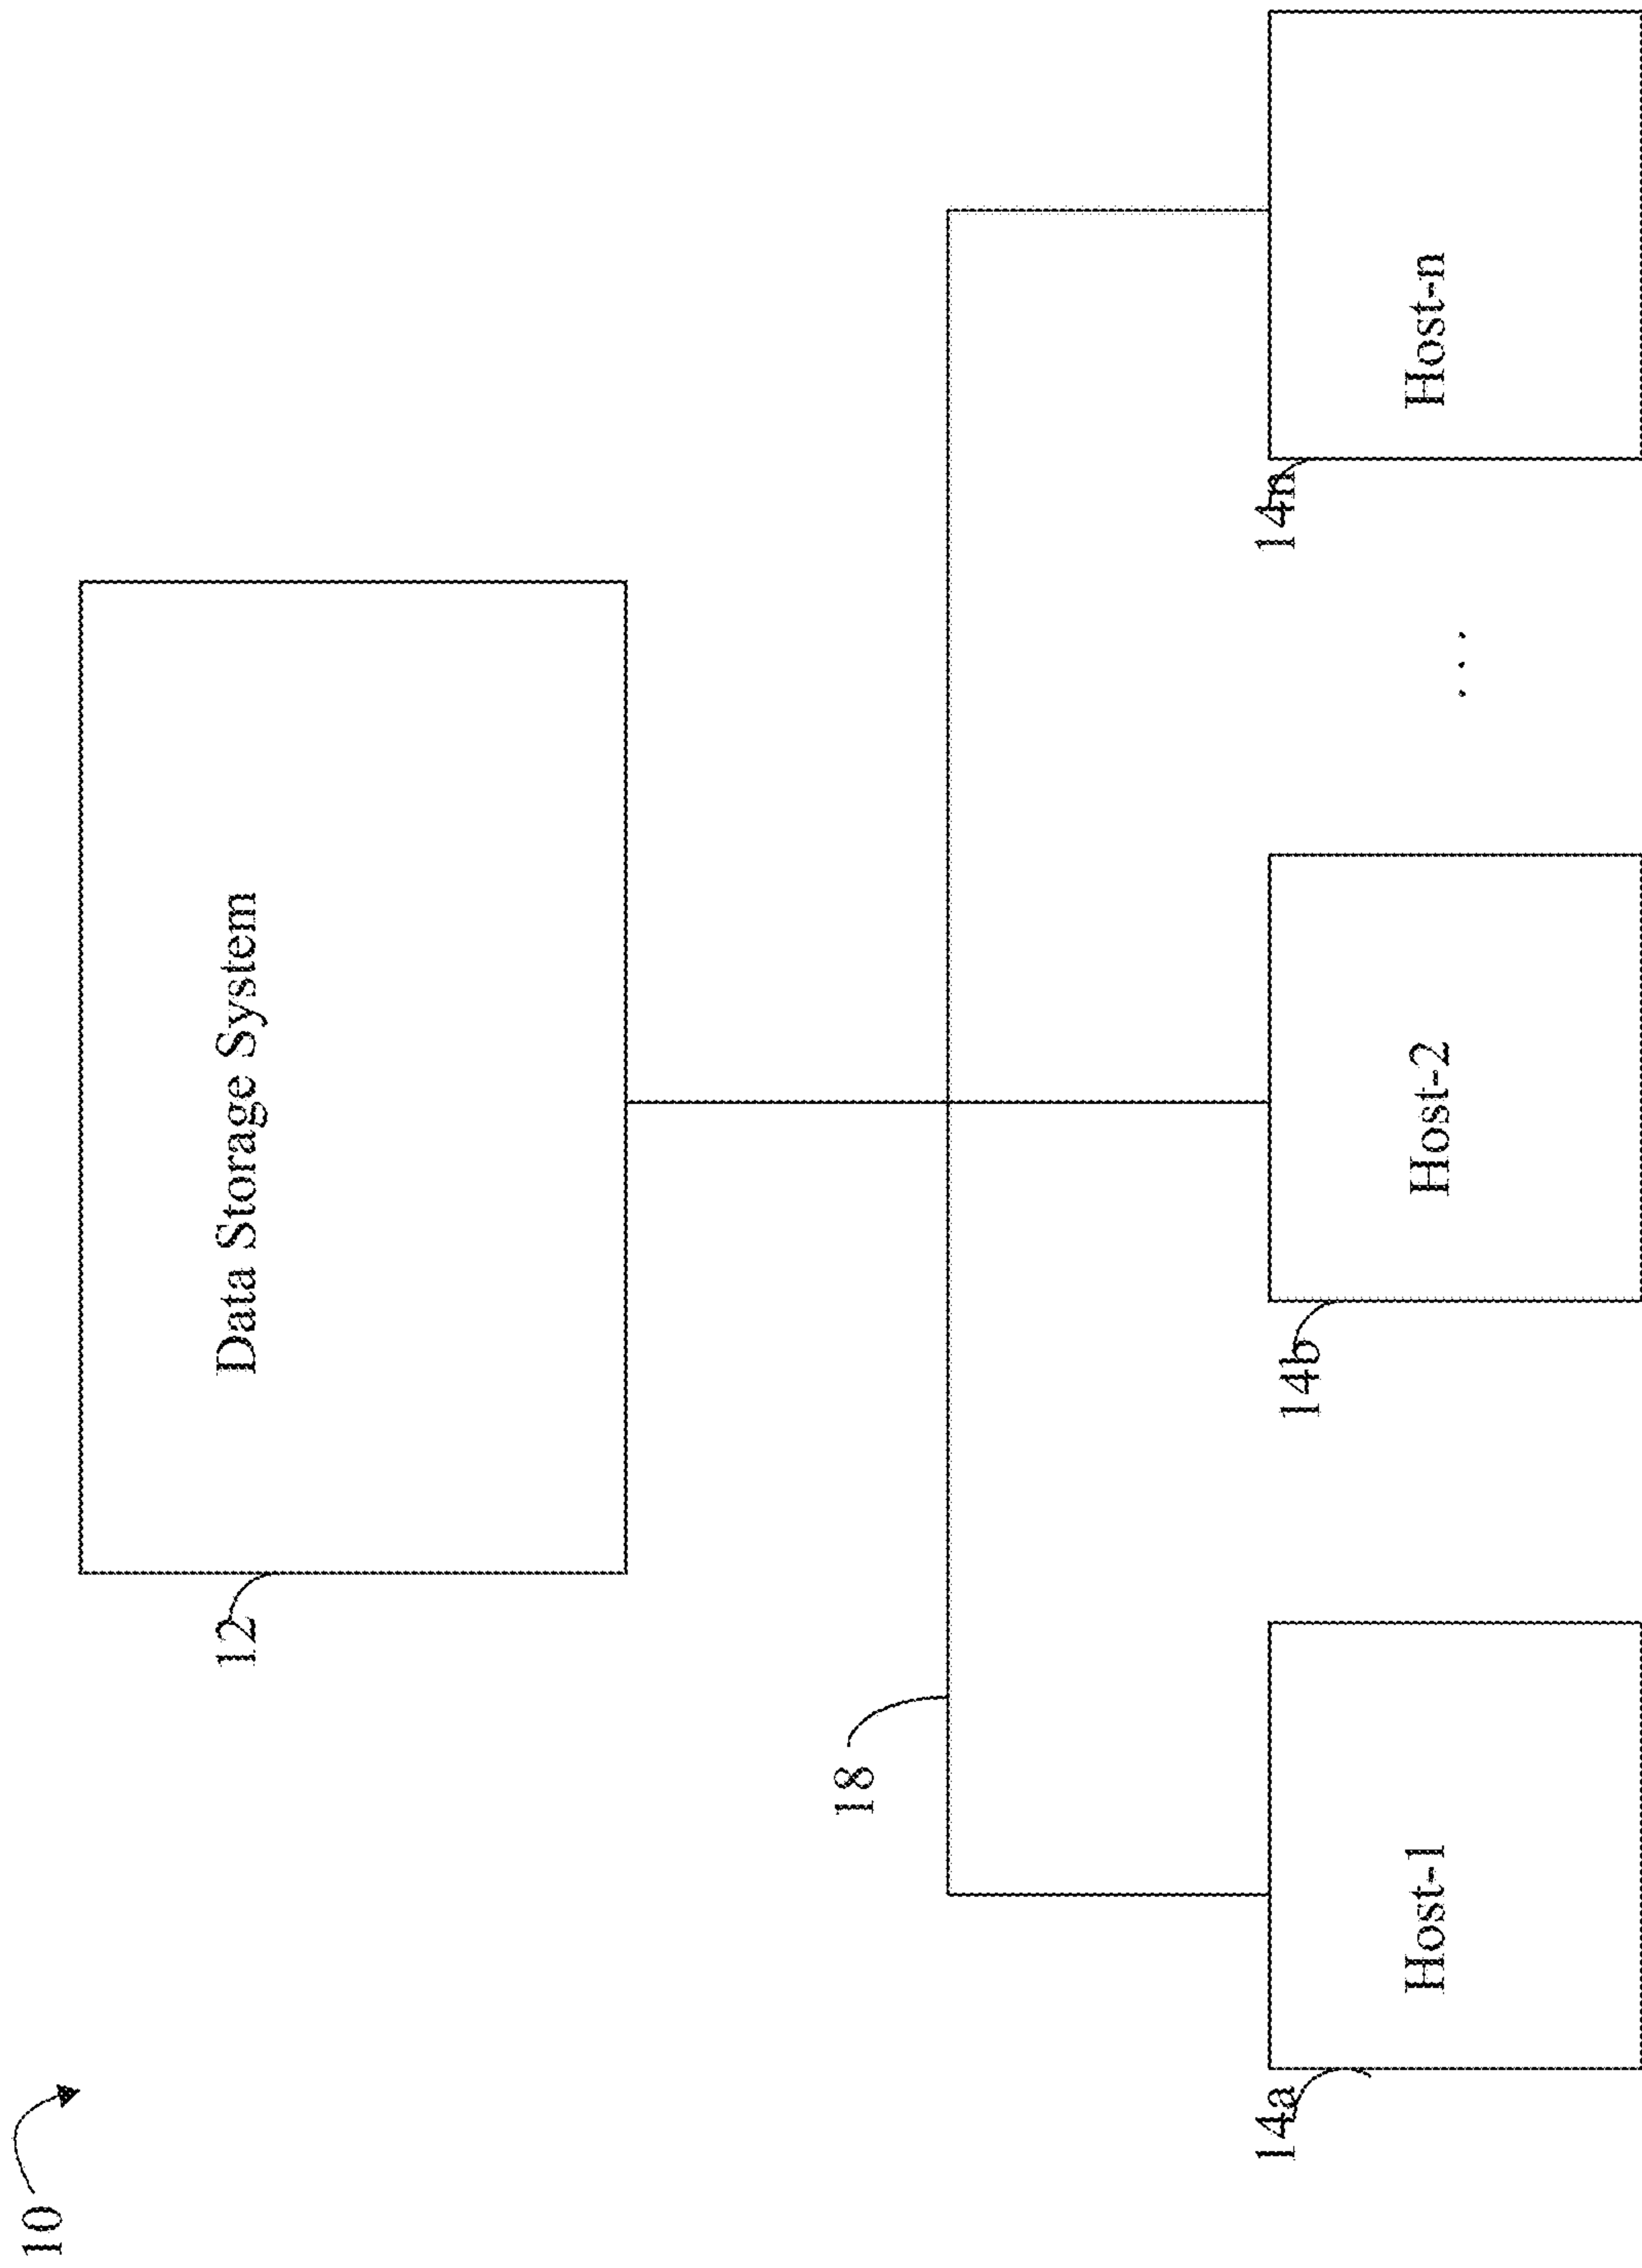 10
12
Data Storage System
18
14a
Host-1
14b
Host-2
. . .
14n
Host-n